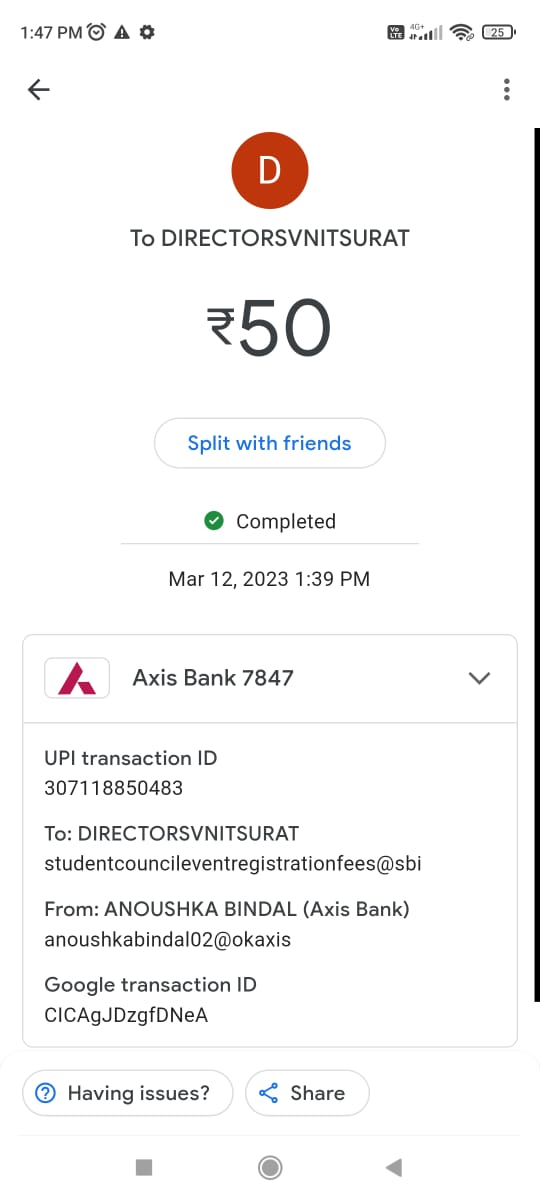 1:47 PM
Vo LTE 4G+ 25
D
To DIRECTORSVNITSURAT
₹50
Split with friends
Completed
Mar 12, 2023 1:39 PM
Axis Bank 7847
UPI transaction ID
307118850483
To: DIRECTORSVNITSURAT
studentcouncileventregistrationfees@sbi
From: ANOUSHKA BINDAL (Axis Bank)
anoushkabindal02@okaxis
Google transaction ID
CICAgJDzgfDNeA
Having issues?
Share